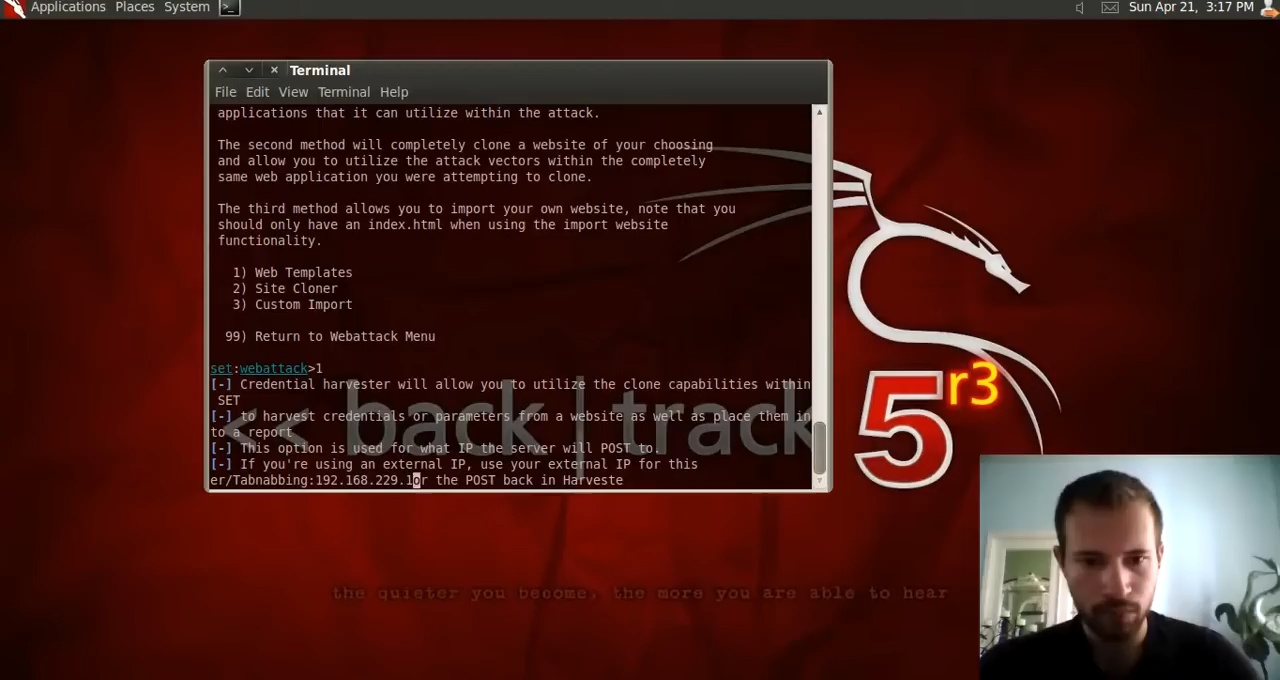 Applications Places System >_ Sun Apr 21, 3:17 PM
Terminal
File Edit View Terminal Help
applications that it can utilize within the attack.
The second method will completely clone a website of your choosing
and allow you to utilize the attack vectors within the completely
same web application you were attempting to clone.
The third method allows you to import your own website, note that you
should only have an index.html when using the import website
functionality.
1) Web Templates
2) Site Cloner
3) Custom Import
99) Return to Webattack Menu
set:webattack>1
[-] Credential harvester will allow you to utilize the clone capabilities within
SET
[-] to harvest credentials or parameters from a website as well as place them in
to a report
[-] This option is used for what IP the server will POST to.
[-] If you're using an external IP, use your external IP for this
er/Tabnabbing:192.168.229.1or the POST back in Harveste
<< back | track
5 r3
the quieter you become, the more you are able to hear